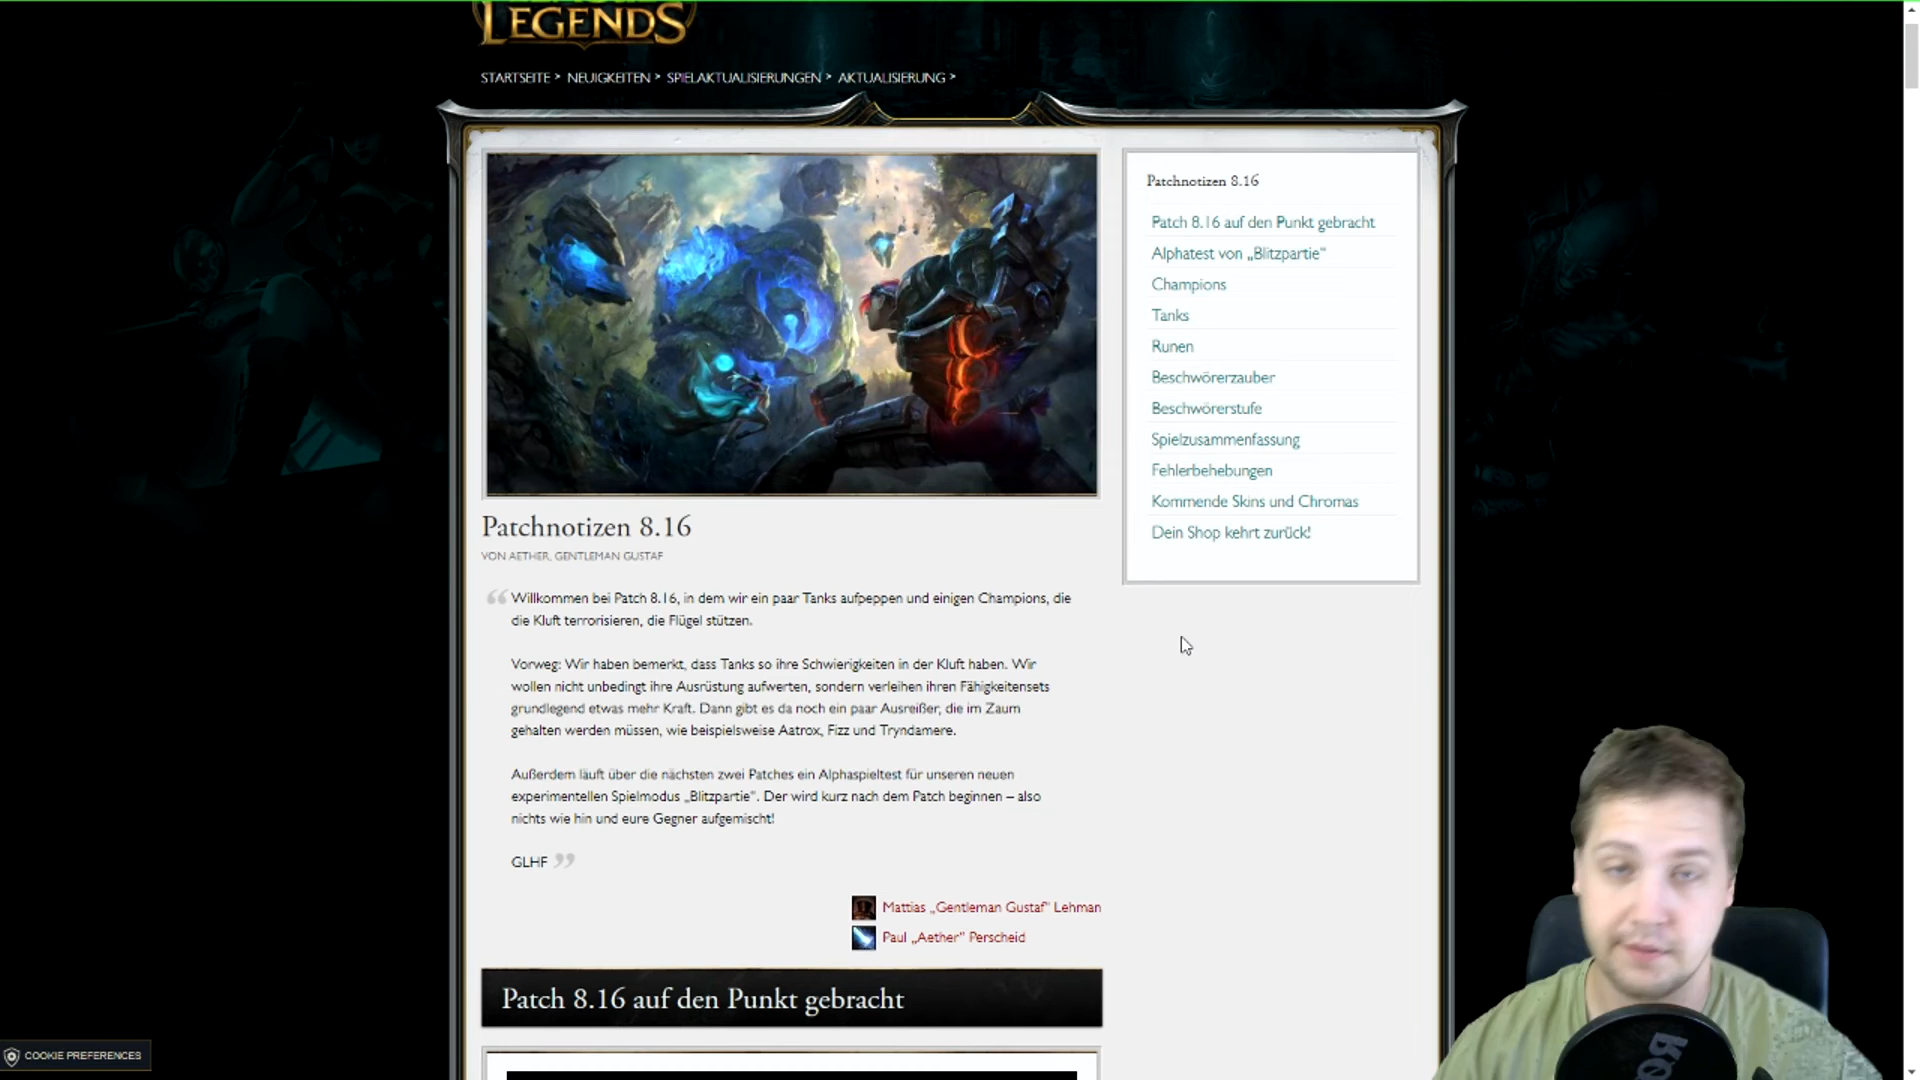 LEGENDS
STARTSEITE > NEUIGKEITEN > SPIELAKTUALISIERUNGEN > AKTUALISIERUNG >
Patchnotizen 8.16
Patch 8.16 auf den Punkt gebracht
Alphatest von „Blitzpartie“
Champions
Tanks
Runen
Beschwörerzauber
Beschwörerstufe
Spielzusammenfassung
Fehlerbehebungen
Kommende Skins und Chromas
Dein Shop kehrt zurück!
Patchnotizen 8.16
VON AETHER, GENTLEMAN GUSTAF
“ Willkommen bei Patch 8.16, in dem wir ein paar Tanks aufpeppen und einigen Champions, die
die Kluft terrorisieren, die Flügel stützen.
Vorweg: Wir haben bemerkt, dass Tanks so ihre Schwierigkeiten in der Kluft haben. Wir
wollen nicht unbedingt ihre Ausrüstung aufwerten, sondern verleihen ihren Fähigkeitensets
grundlegend etwas mehr Kraft. Dann gibt es da noch ein paar Ausreißer, die im Zaum
gehalten werden müssen, wie beispielsweise Aatrox, Fizz und Tryndamere.
Außerdem läuft über die nächsten zwei Patches ein Alphaspieltest für unseren neuen
experimentellen Spielmodus „Blitzpartie“. Der wird kurz nach dem Patch beginnen – also
nichts wie hin und eure Gegner aufgemischt!
GLHF ”
Mattias „Gentleman Gustaf“ Lehman
Paul „Aether“ Perscheid
Patch 8.16 auf den Punkt gebracht
COOKIE PREFERENCES